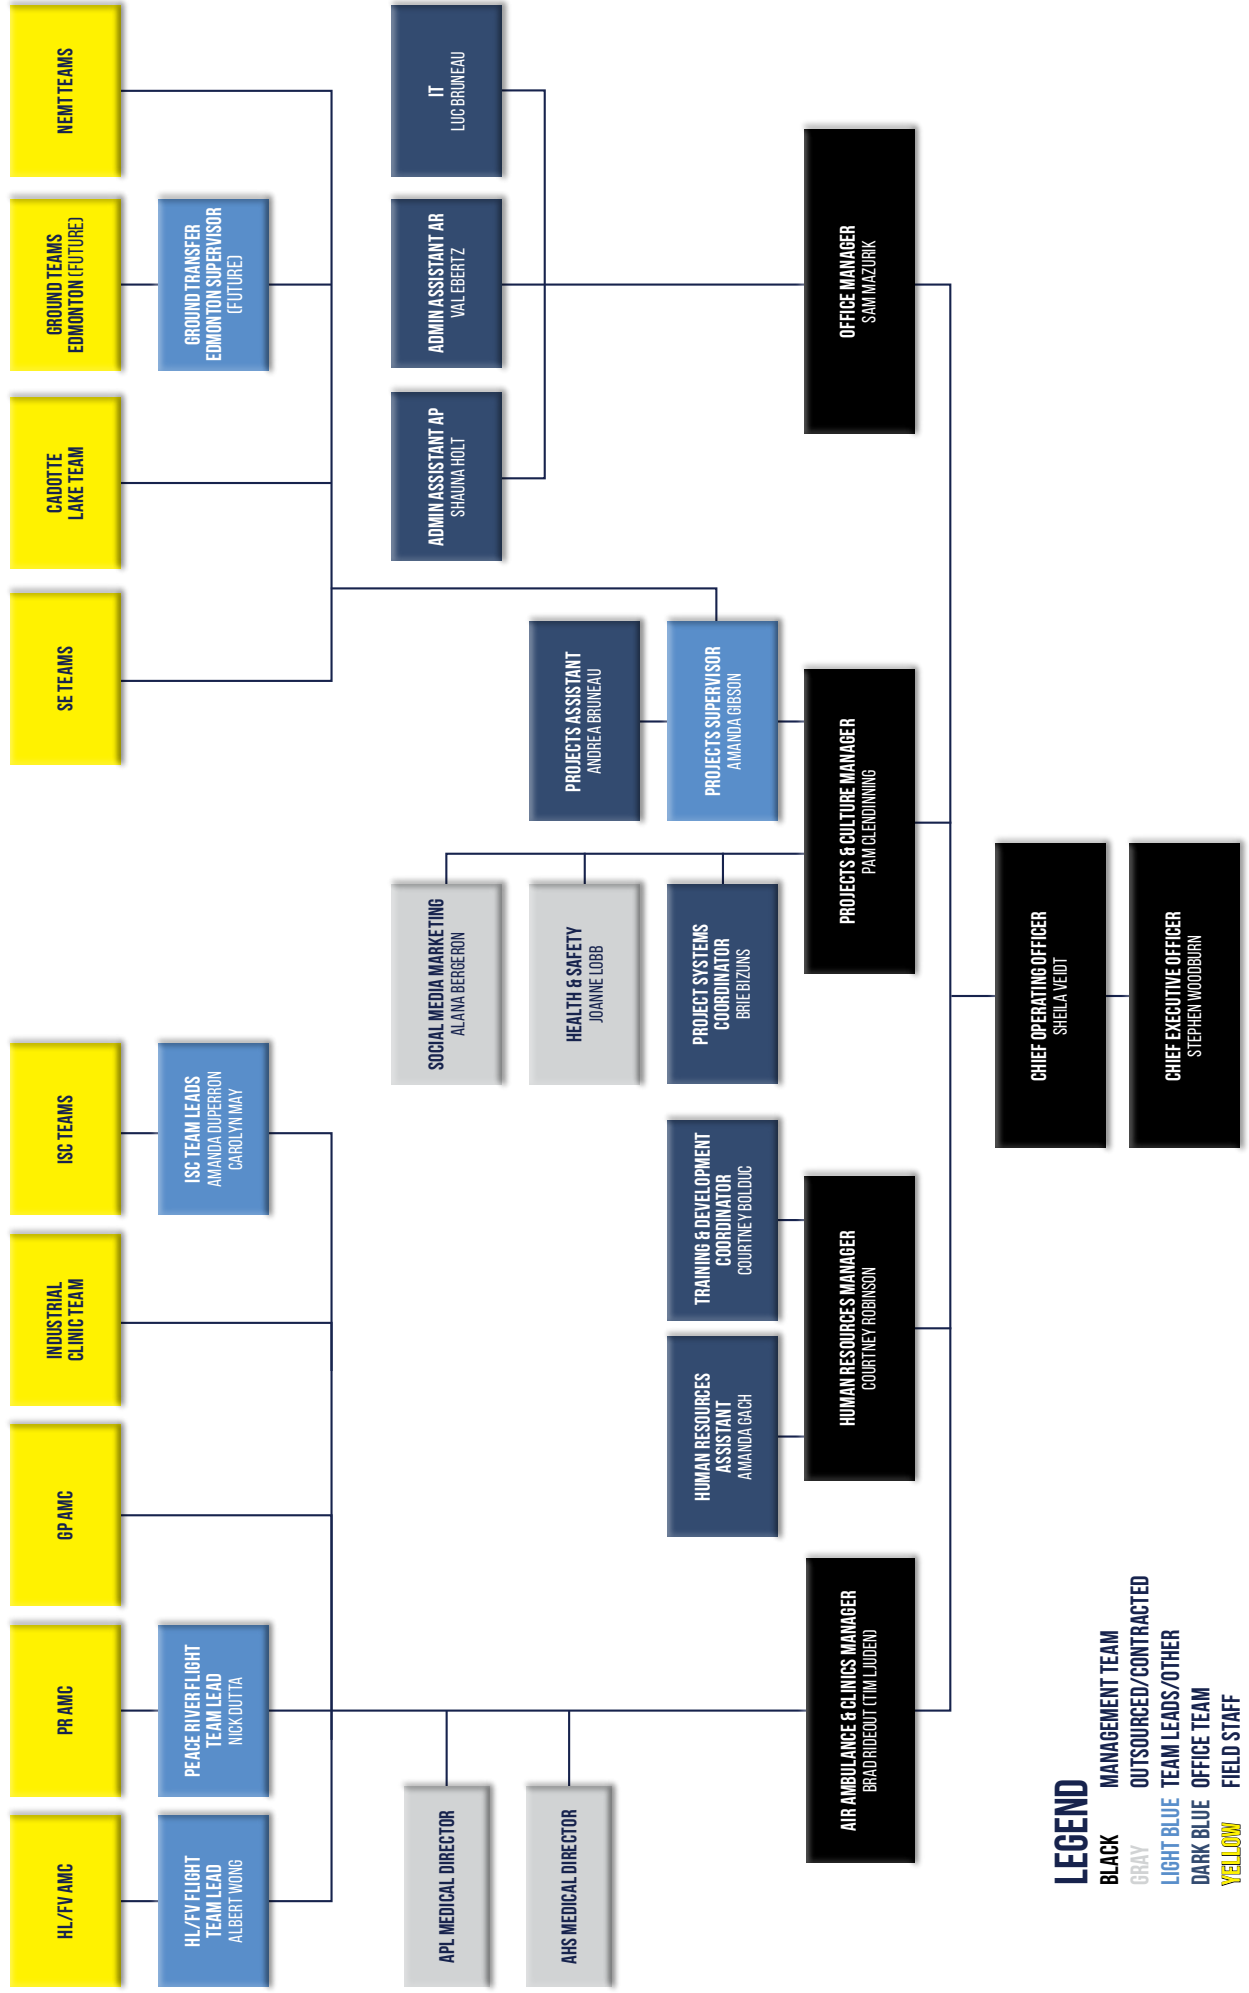 HL/FV AMC
PR AMC
GP AMC
INDUSTRIAL
CLINIC TEAM
ISC TEAMS
SE TEAMS
CADOTTE
LAKE TEAM
GROUND TEAMS
EDMONTON (FUTURE)
NEMT TEAMS
HL/FV FLIGHT
TEAM LEAD
ALBERT WONG
PEACE RIVER FLIGHT
TEAM LEAD
NICK DUTTA
ISC TEAM LEADS
AMANDA DUPERRON
CAROLYN MAY
GROUND TRANSFER
EDMONTON SUPERVISOR
(FUTURE)
APL MEDICAL DIRECTOR
SOCIAL MEDIA MARKETING
ALANA BERGERON
ADMIN ASSISTANT AP
SHAUNA HOLT
ADMIN ASSISTANT AR
VAL EBERTZ
IT
LUC BRUNEAU
AHS MEDICAL DIRECTOR
HEALTH & SAFETY
JOANNE LOBB
PROJECTS ASSISTANT
ANDREA BRUNEAU
HUMAN RESOURCES
ASSISTANT
AMANDA GACH
TRAINING & DEVELOPMENT
COORDINATOR
COURTNEY BOLDUC
PROJECT SYSTEMS
COORDINATOR
BRIE BIZUNS
PROJECTS SUPERVISOR
AMANDA GIBSON
AIR AMBULANCE & CLINICS MANAGER
BRAD RIDEOUT (TIM LJUDEN)
HUMAN RESOURCES MANAGER
COURTNEY ROBINSON
PROJECTS & CULTURE MANAGER
PAM CLENDINNING
OFFICE MANAGER
SAM MAZURIK
CHIEF OPERATING OFFICER
SHEILA VEIDT
CHIEF EXECUTIVE OFFICER
STEPHEN WOODBURN
LEGEND
BLACK MANAGEMENT TEAM
GRAY OUTSOURCED/CONTRACTED
LIGHT BLUE TEAM LEADS/OTHER
DARK BLUE OFFICE TEAM
YELLOW FIELD STAFF